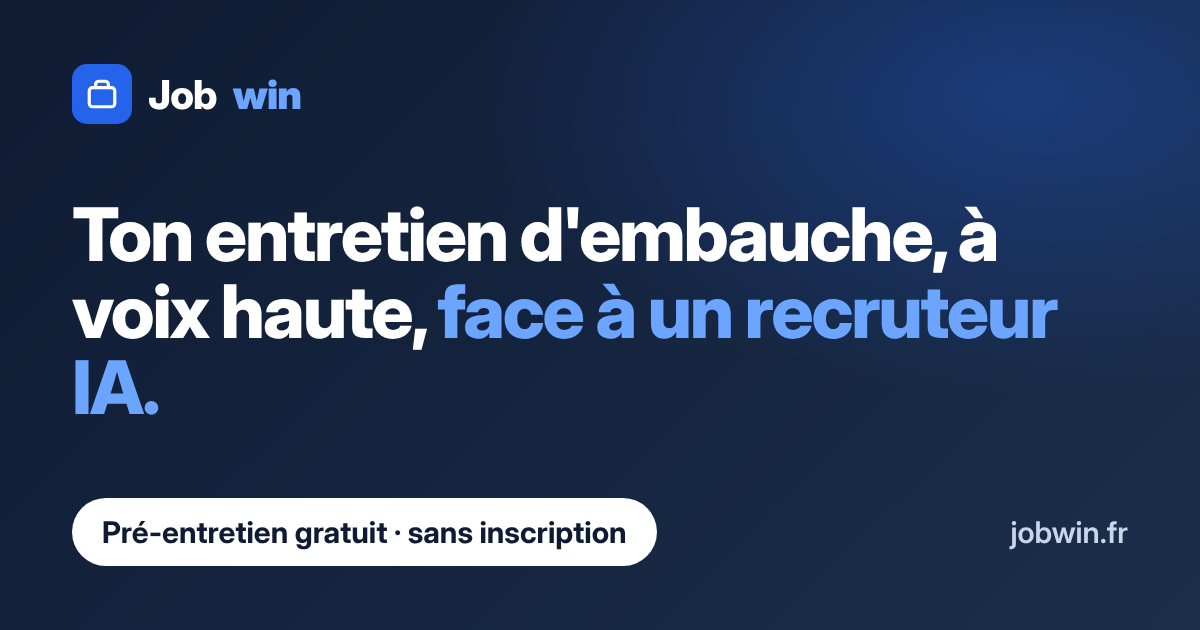 Job win
Ton entretien d'embauche, à
voix haute, face à un recruteur
IA.
Pré-entretien gratuit · sans inscription
jobwin.fr